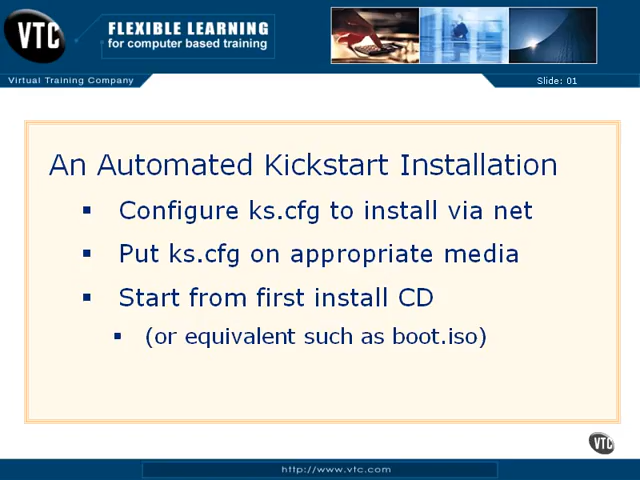 VTC
FLEXIBLE LEARNING
for computer based training
Virtual Training Company
Slide: 01
An Automated Kickstart Installation
▪ Configure ks.cfg to install via net
▪ Put ks.cfg on appropriate media
▪ Start from first install CD
▪ (or equivalent such as boot.iso)
VTC
http://www.vtc.com